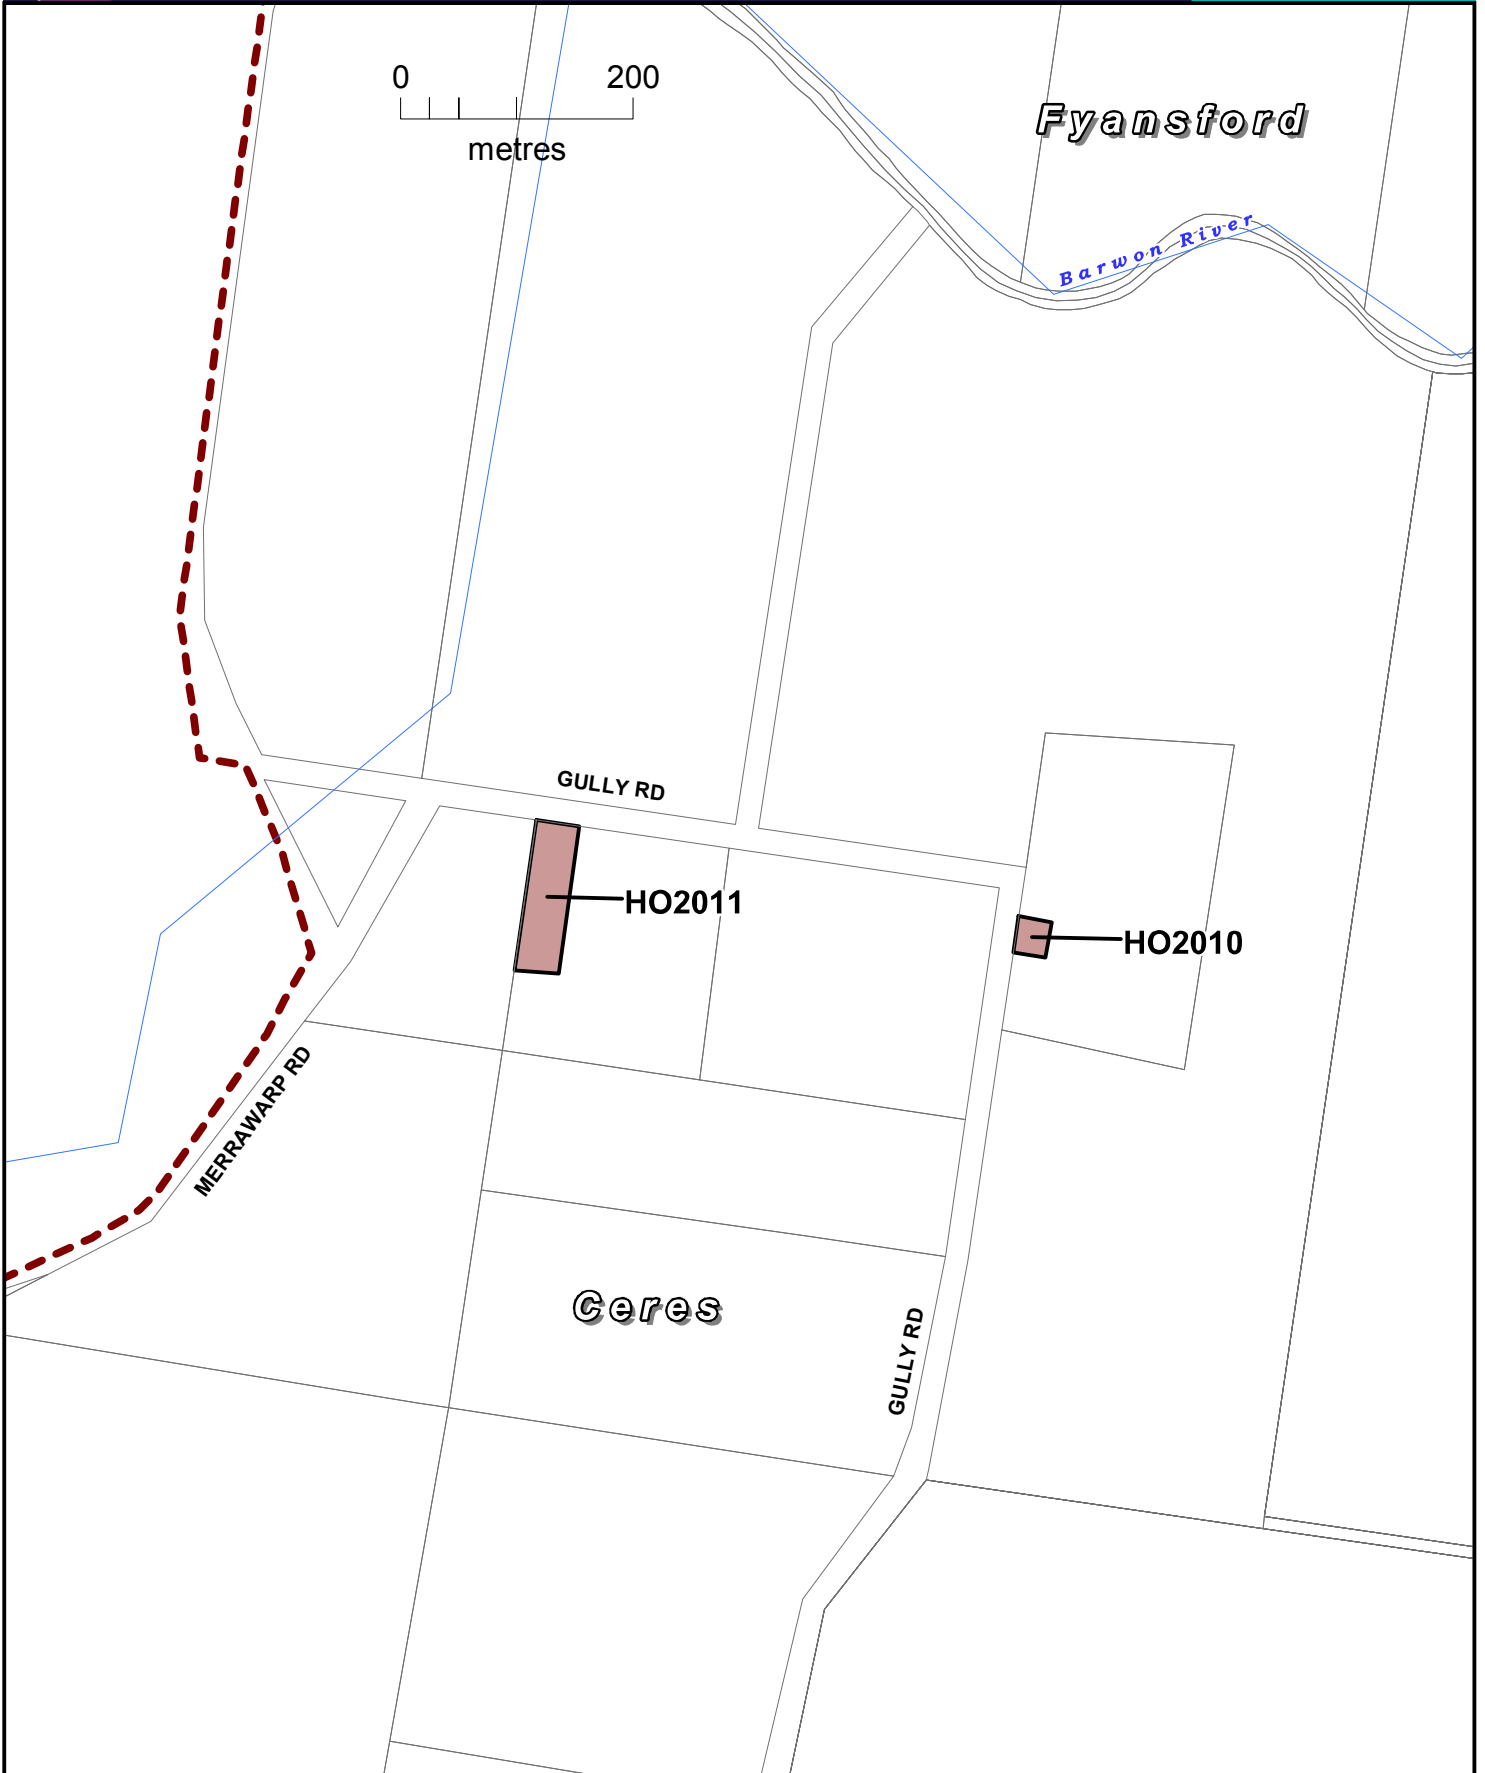 0 200
metres
Fyansford
Barwon River
GULLY RD
HO2011
HO2010
MERRAWARP RD
Ceres
GULLY RD